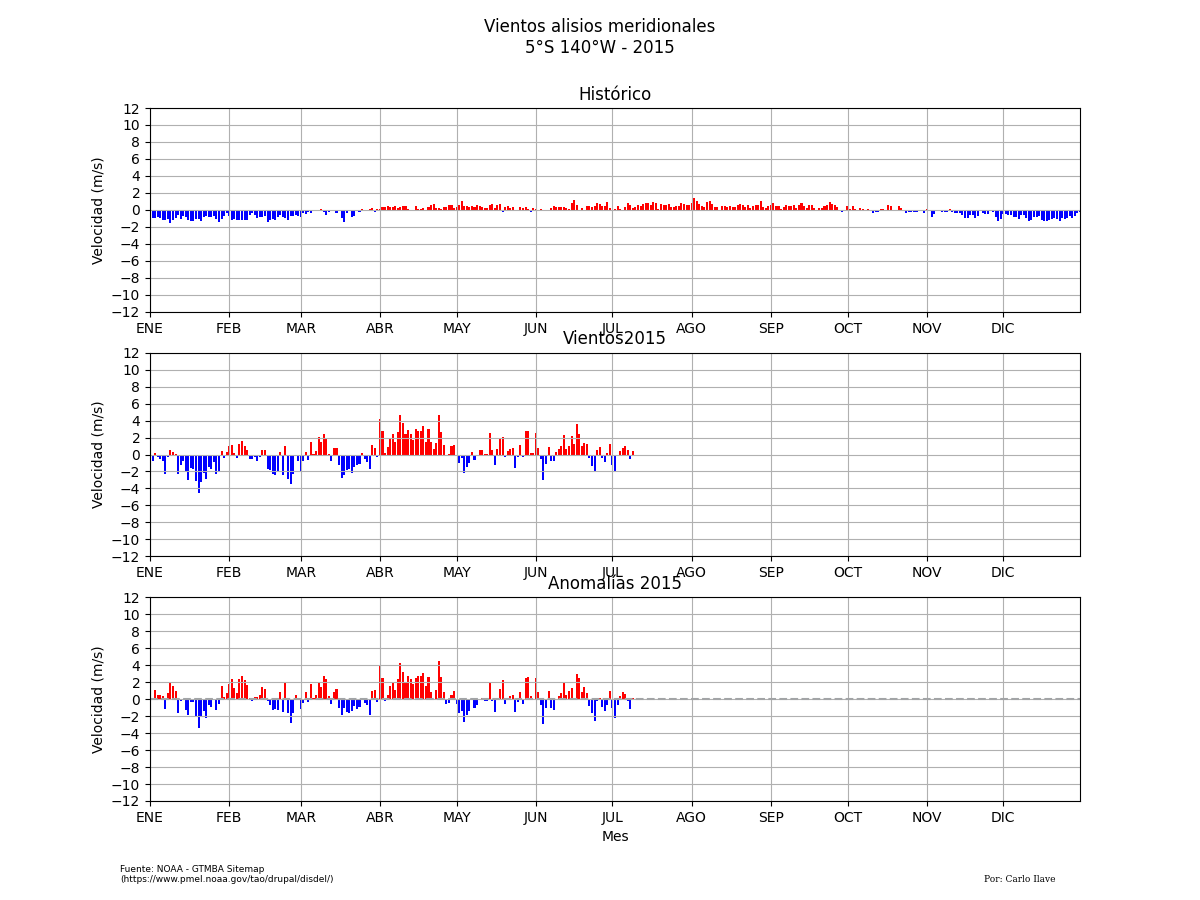 Vientos alisios meridionales
5°S 140°W - 2015
Histórico
12
10
8
6
4
2
0
−2
−4
−6
−8
−10
−12
Velocidad (m/s)
ENE FEB MAR ABR MAY JUN JUL AGO SEP OCT NOV DIC
Vientos2015
12
10
8
6
4
2
0
−2
−4
−6
−8
−10
−12
Velocidad (m/s)
ENE FEB MAR ABR MAY JUN JUL AGO SEP OCT NOV DIC
Anomalías 2015
12
10
8
6
4
2
0
−2
−4
−6
−8
−10
−12
Velocidad (m/s)
ENE FEB MAR ABR MAY JUN JUL AGO SEP OCT NOV DIC
Mes
Fuente: NOAA - GTMBA Sitemap
(https://www.pmel.noaa.gov/tao/drupal/disdel/)
Por: Carlo Ilave